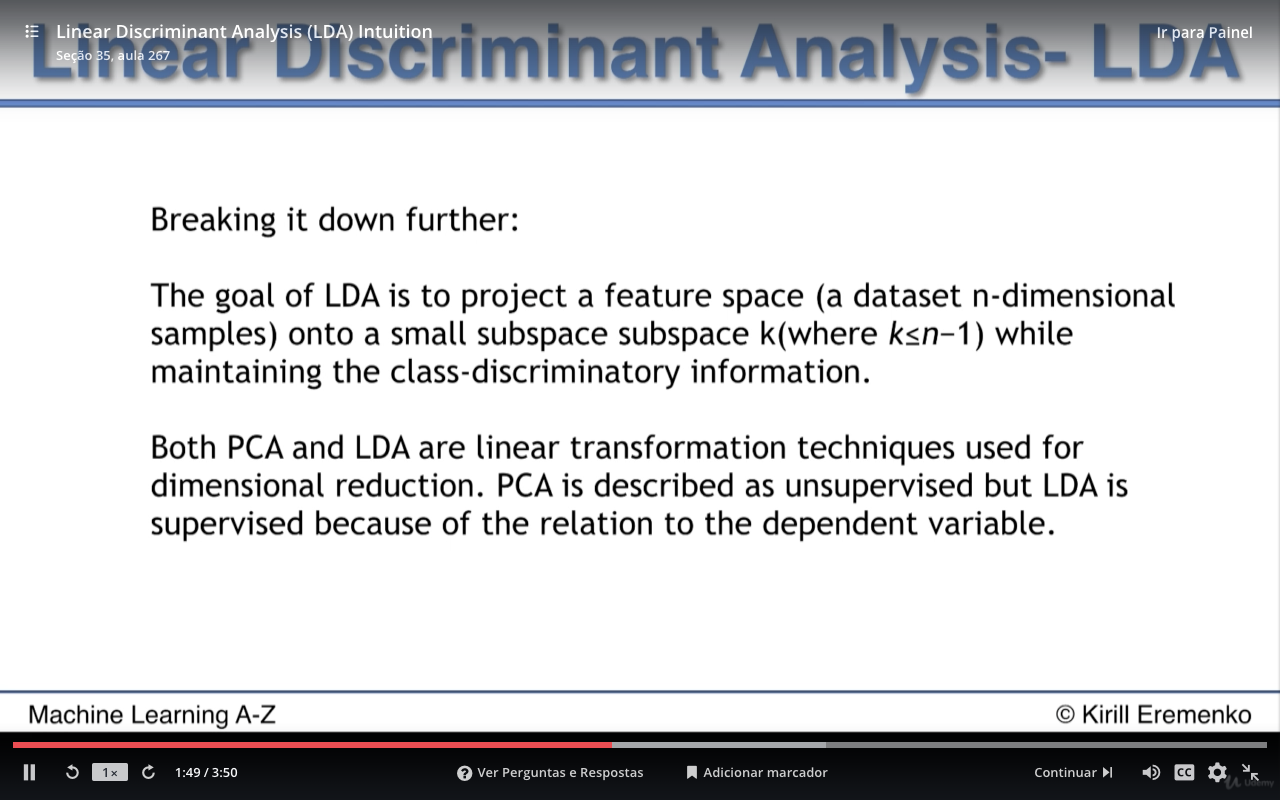 Linear Discriminant Analysis (LDA) Intuition
Seção 35, aula 267
Ir para Painel
Linear Discriminant Analysis- LDA
Breaking it down further:
The goal of LDA is to project a feature space (a dataset n-dimensional
samples) onto a small subspace subspace k(where k≤n−1) while
maintaining the class-discriminatory information.
Both PCA and LDA are linear transformation techniques used for
dimensional reduction. PCA is described as unsupervised but LDA is
supervised because of the relation to the dependent variable.
Machine Learning A-Z
© Kirill Eremenko
1x
1:49 / 3:50
Ver Perguntas e Respostas
Adicionar marcador
Continuar
CC
Udemy